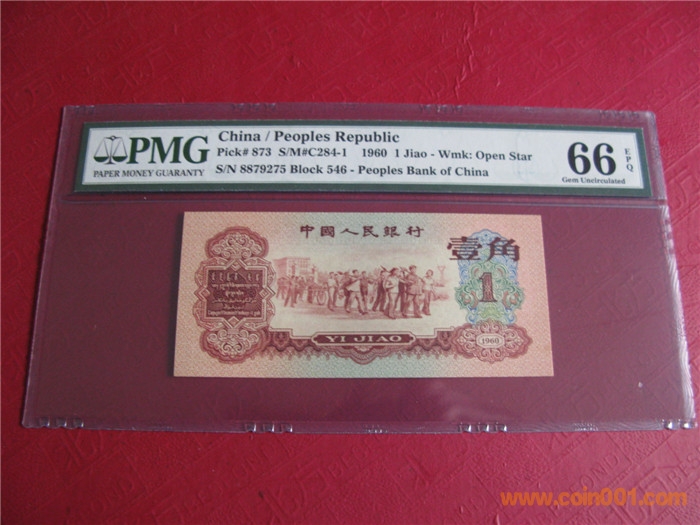 PMG
PAPER MONEY GUARANTY
China / Peoples Republic
Pick# 873 S/M#C284-1 1960 1 Jiao - Wmk: Open Star
S/N 8879275 Block 546 - Peoples Bank of China
66
EPQ
Gem Uncirculated
中國人民銀行
壹角
1
YI JIAO
1960
www.coin001.com